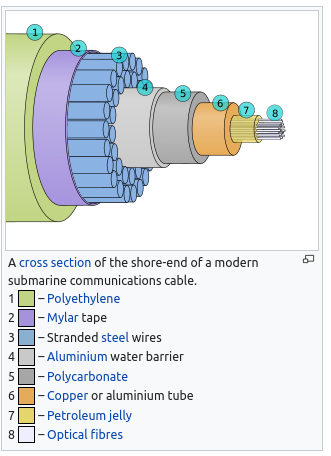 1
2
3
4
5
6
7
8
A cross section of the shore-end of a modern
submarine communications cable.
1 – Polyethylene
2 – Mylar tape
3 – Stranded steel wires
4 – Aluminium water barrier
5 – Polycarbonate
6 – Copper or aluminium tube
7 – Petroleum jelly
8 – Optical fibres